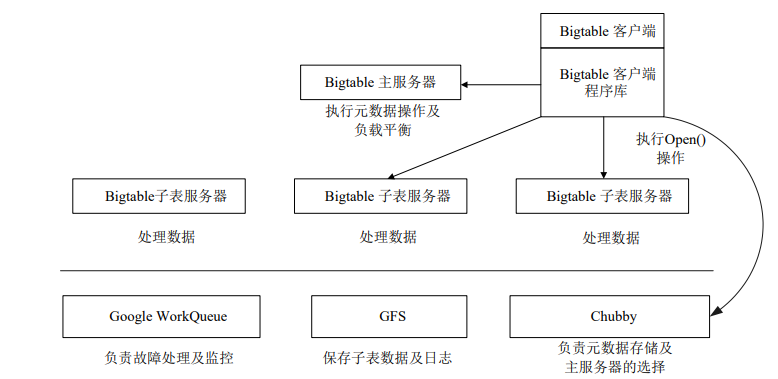 Bigtable 客户端
Bigtable 客户端
程序库
Bigtable 主服务器
执行元数据操作及
负载平衡
执行Open()
操作
Bigtable子表服务器
Bigtable 子表服务器
Bigtable 子表服务器
处理数据
处理数据
处理数据
Google WorkQueue
GFS
Chubby
负责故障处理及监控
保存子表数据及日志
负责元数据存储及
主服务器的选择